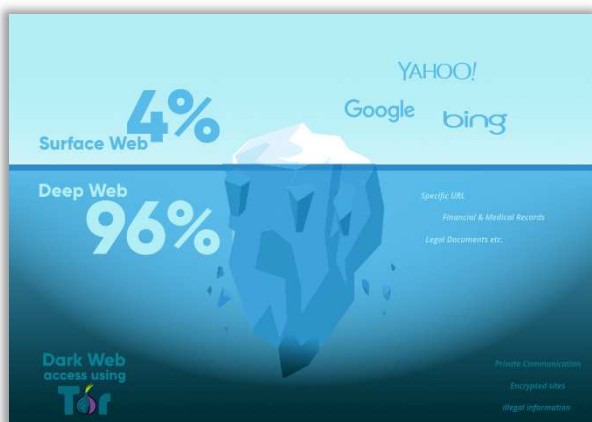 YAHOO!
Google
bing
4%
Surface Web
Deep Web
96%
Specific URL
Financial & Medical Records
Legal Documents etc.
Dark Web
access using
Tor
Private Communication
Encrypted sites
illegal information